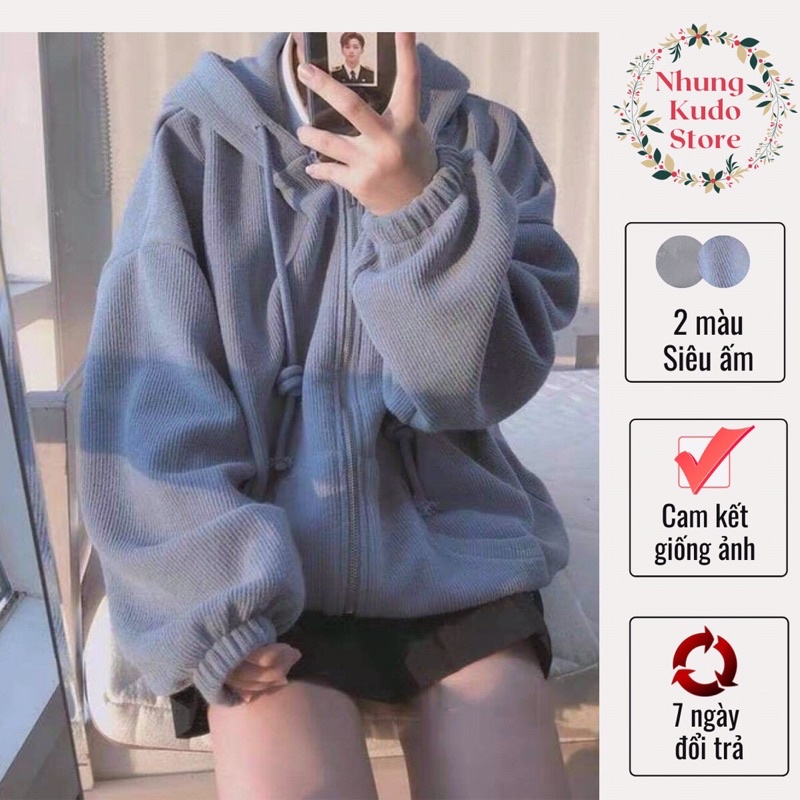 Nhung
Kudo
Store
2 màu
Siêu ấm
Cam kết
giống ảnh
7 ngày
đổi trả